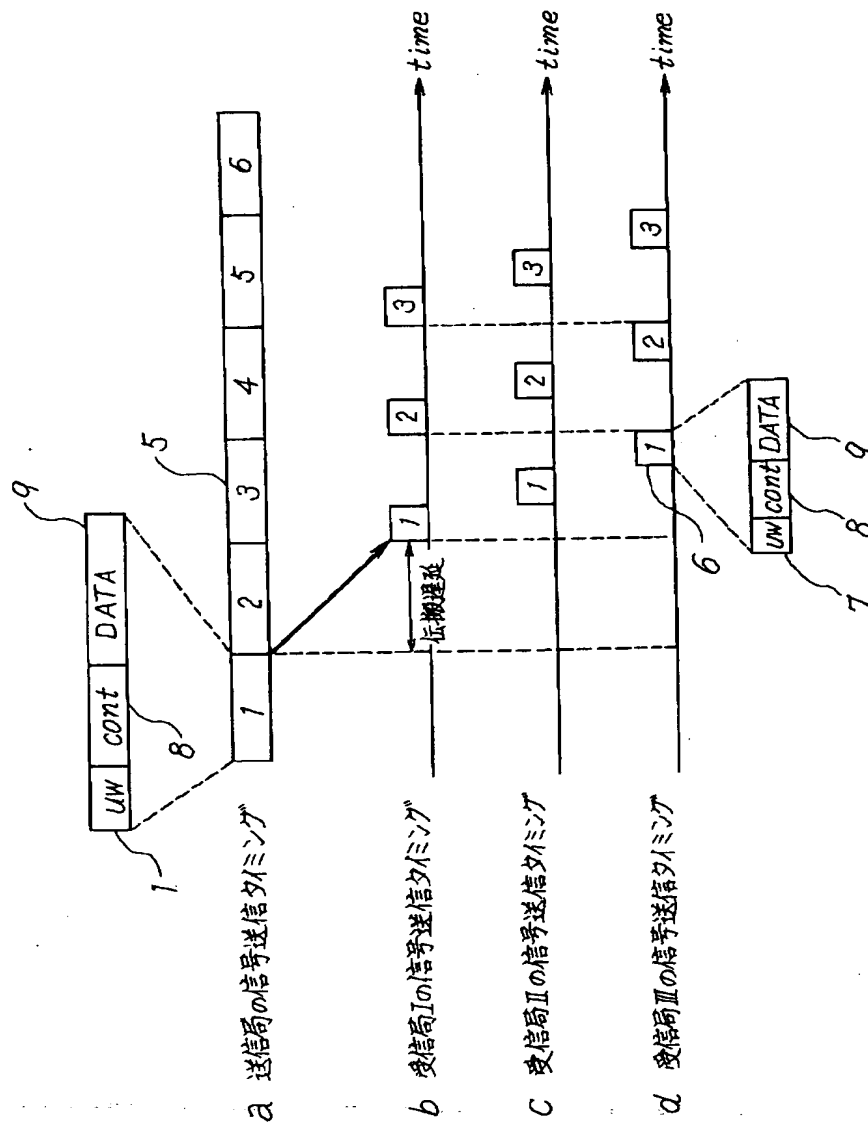 UW cont DATA
1 8 9
a 送信局の信号送信タイミング
1 2 3 4 5 6
5
b 受信局Ⅰの信号送信タイミング
1 2 3
time
伝搬遅延
c 受信局Ⅱの信号送信タイミング
1 2 3
time
d 受信局Ⅲの信号送信タイミング
1 2 3
time
6
UW cont DATA
7 8 9